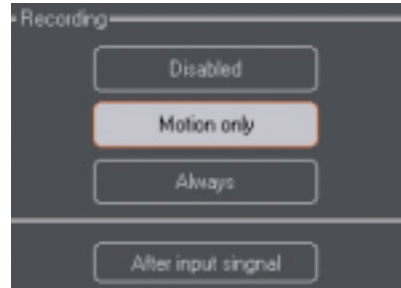 Recording
Disabled
Motion only
Always
After input singnal